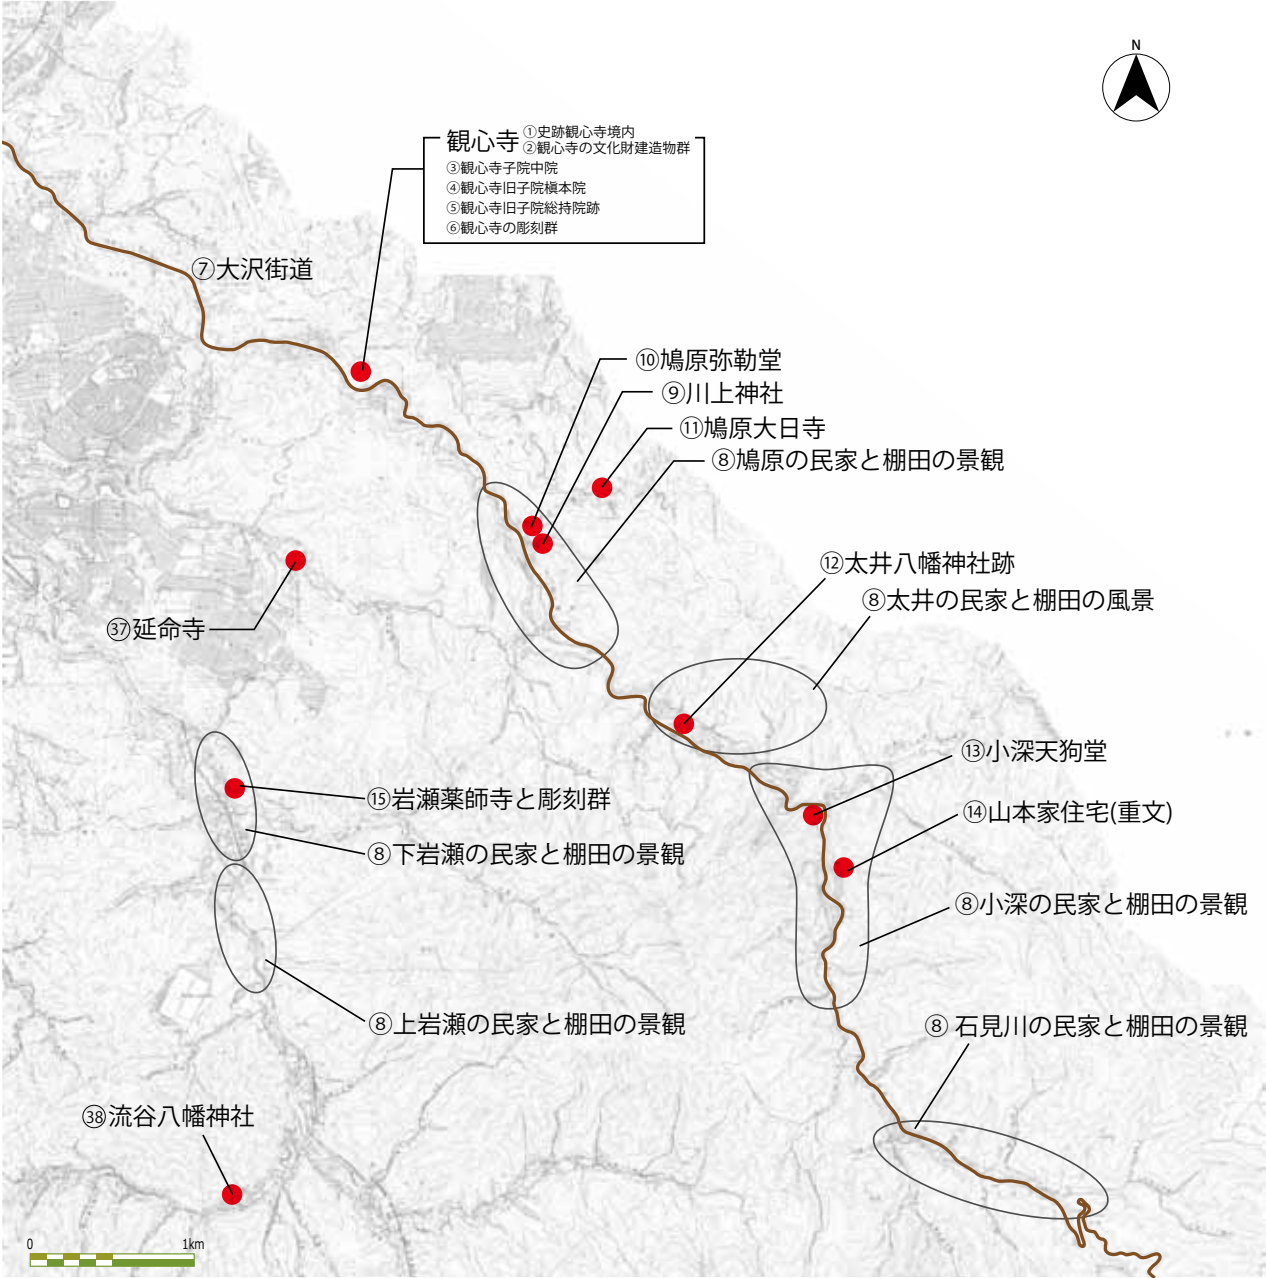 N
観心寺 ①史跡観心寺境内
②観心寺の文化財建造物群
③観心寺子院中院
④観心寺旧子院槇本院
⑤観心寺旧子院総持院跡
⑥観心寺の彫刻群
⑦大沢街道
⑩鳩原弥勒堂
⑨川上神社
⑪鳩原大日寺
⑧鳩原の民家と棚田の景観
⑫太井八幡神社跡
⑧太井の民家と棚田の風景
㊲延命寺
⑬小深天狗堂
⑮岩瀬薬師寺と彫刻群
⑭山本家住宅(重文)
⑧下岩瀬の民家と棚田の景観
⑧小深の民家と棚田の景観
⑧上岩瀬の民家と棚田の景観
⑧ 石見川の民家と棚田の景観
㊳流谷八幡神社
0 1km